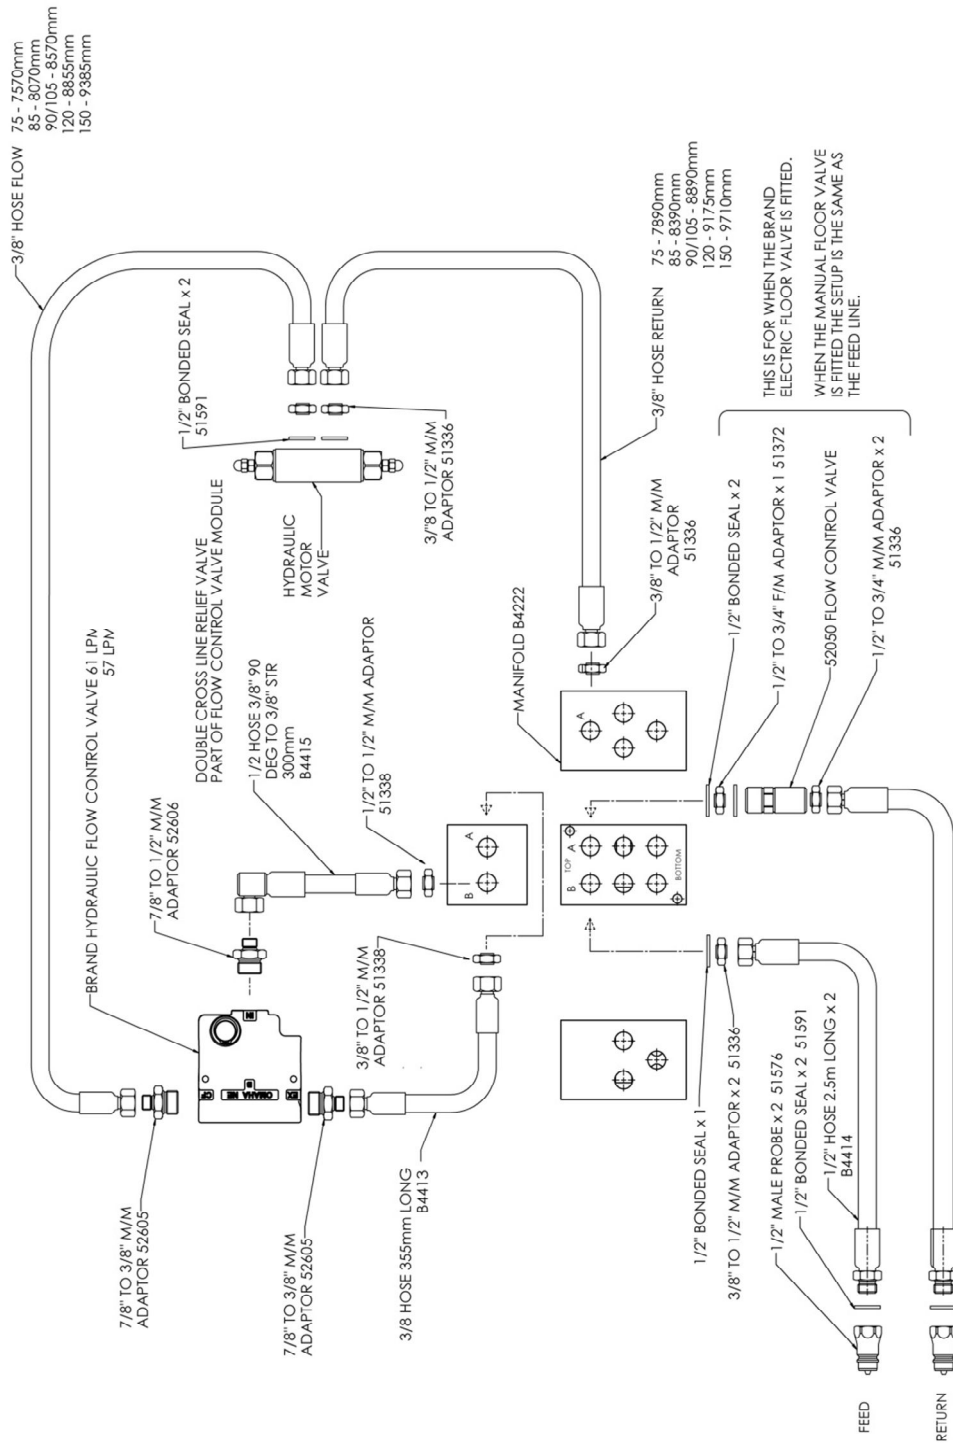 3/8" HOSE FLOW
75 - 7570mm
85 - 8070mm
90/105 - 8570mm
120 - 8855mm
150 - 9385mm
BRAND HYDRAULIC FLOW CONTROL VALVE 61 LPM
57 LPM
1/2" BONDED SEAL x 2
51591
DOUBLE CROSS LINE RELIEF VALVE
PART OF FLOW CONTROL VALVE MODULE
HYDRAULIC
MOTOR
VALVE
3/"8 TO 1/2" M/M
ADAPTOR 51336
7/8" TO 1/2" M/M
ADAPTOR 52606
1/2 HOSE 3/8" 90
DEG TO 3/8" STR
300mm
B4415
1/2" TO 1/2" M/M ADAPTOR
51338
7/8" TO 3/8" M/M
ADAPTOR 52605
CF
OMAHA NE
B
EX
IN
7/8" TO 3/8" M/M
ADAPTOR 52605
3/8" TO 1/2" M/M
ADAPTOR 51338
3/8 HOSE 355mm LONG
B4413
B
A
MANIFOLD B4222
A
3/8" HOSE RETURN
75 - 7890mm
85 - 8390mm
90/105 - 8890mm
120 - 9175mm
150 - 9710mm
3/8" TO 1/2" M/M
ADAPTOR
51336
B
TOP
A
BOTTOM
1/2" BONDED SEAL x 2
1/2" TO 3/4" F/M ADAPTOR x 1 51372
52050 FLOW CONTROL VALVE
1/2" TO 3/4" M/M ADAPTOR x 2
51336
THIS IS FOR WHEN THE BRAND
ELECTRIC FLOOR VALVE IS FITTED.
WHEN THE MANUAL FLOOR VALVE
IS FITTED THE SETUP IS THE SAME AS
THE FEED LINE.
1/2" BONDED SEAL x 1
3/8" TO 1/2" M/M ADAPTOR x 2 51336
1/2" MALE PROBE x 2 51576
1/2" BONDED SEAL x 2 51591
1/2" HOSE 2.5m LONG x 2
B4414
FEED
RETURN